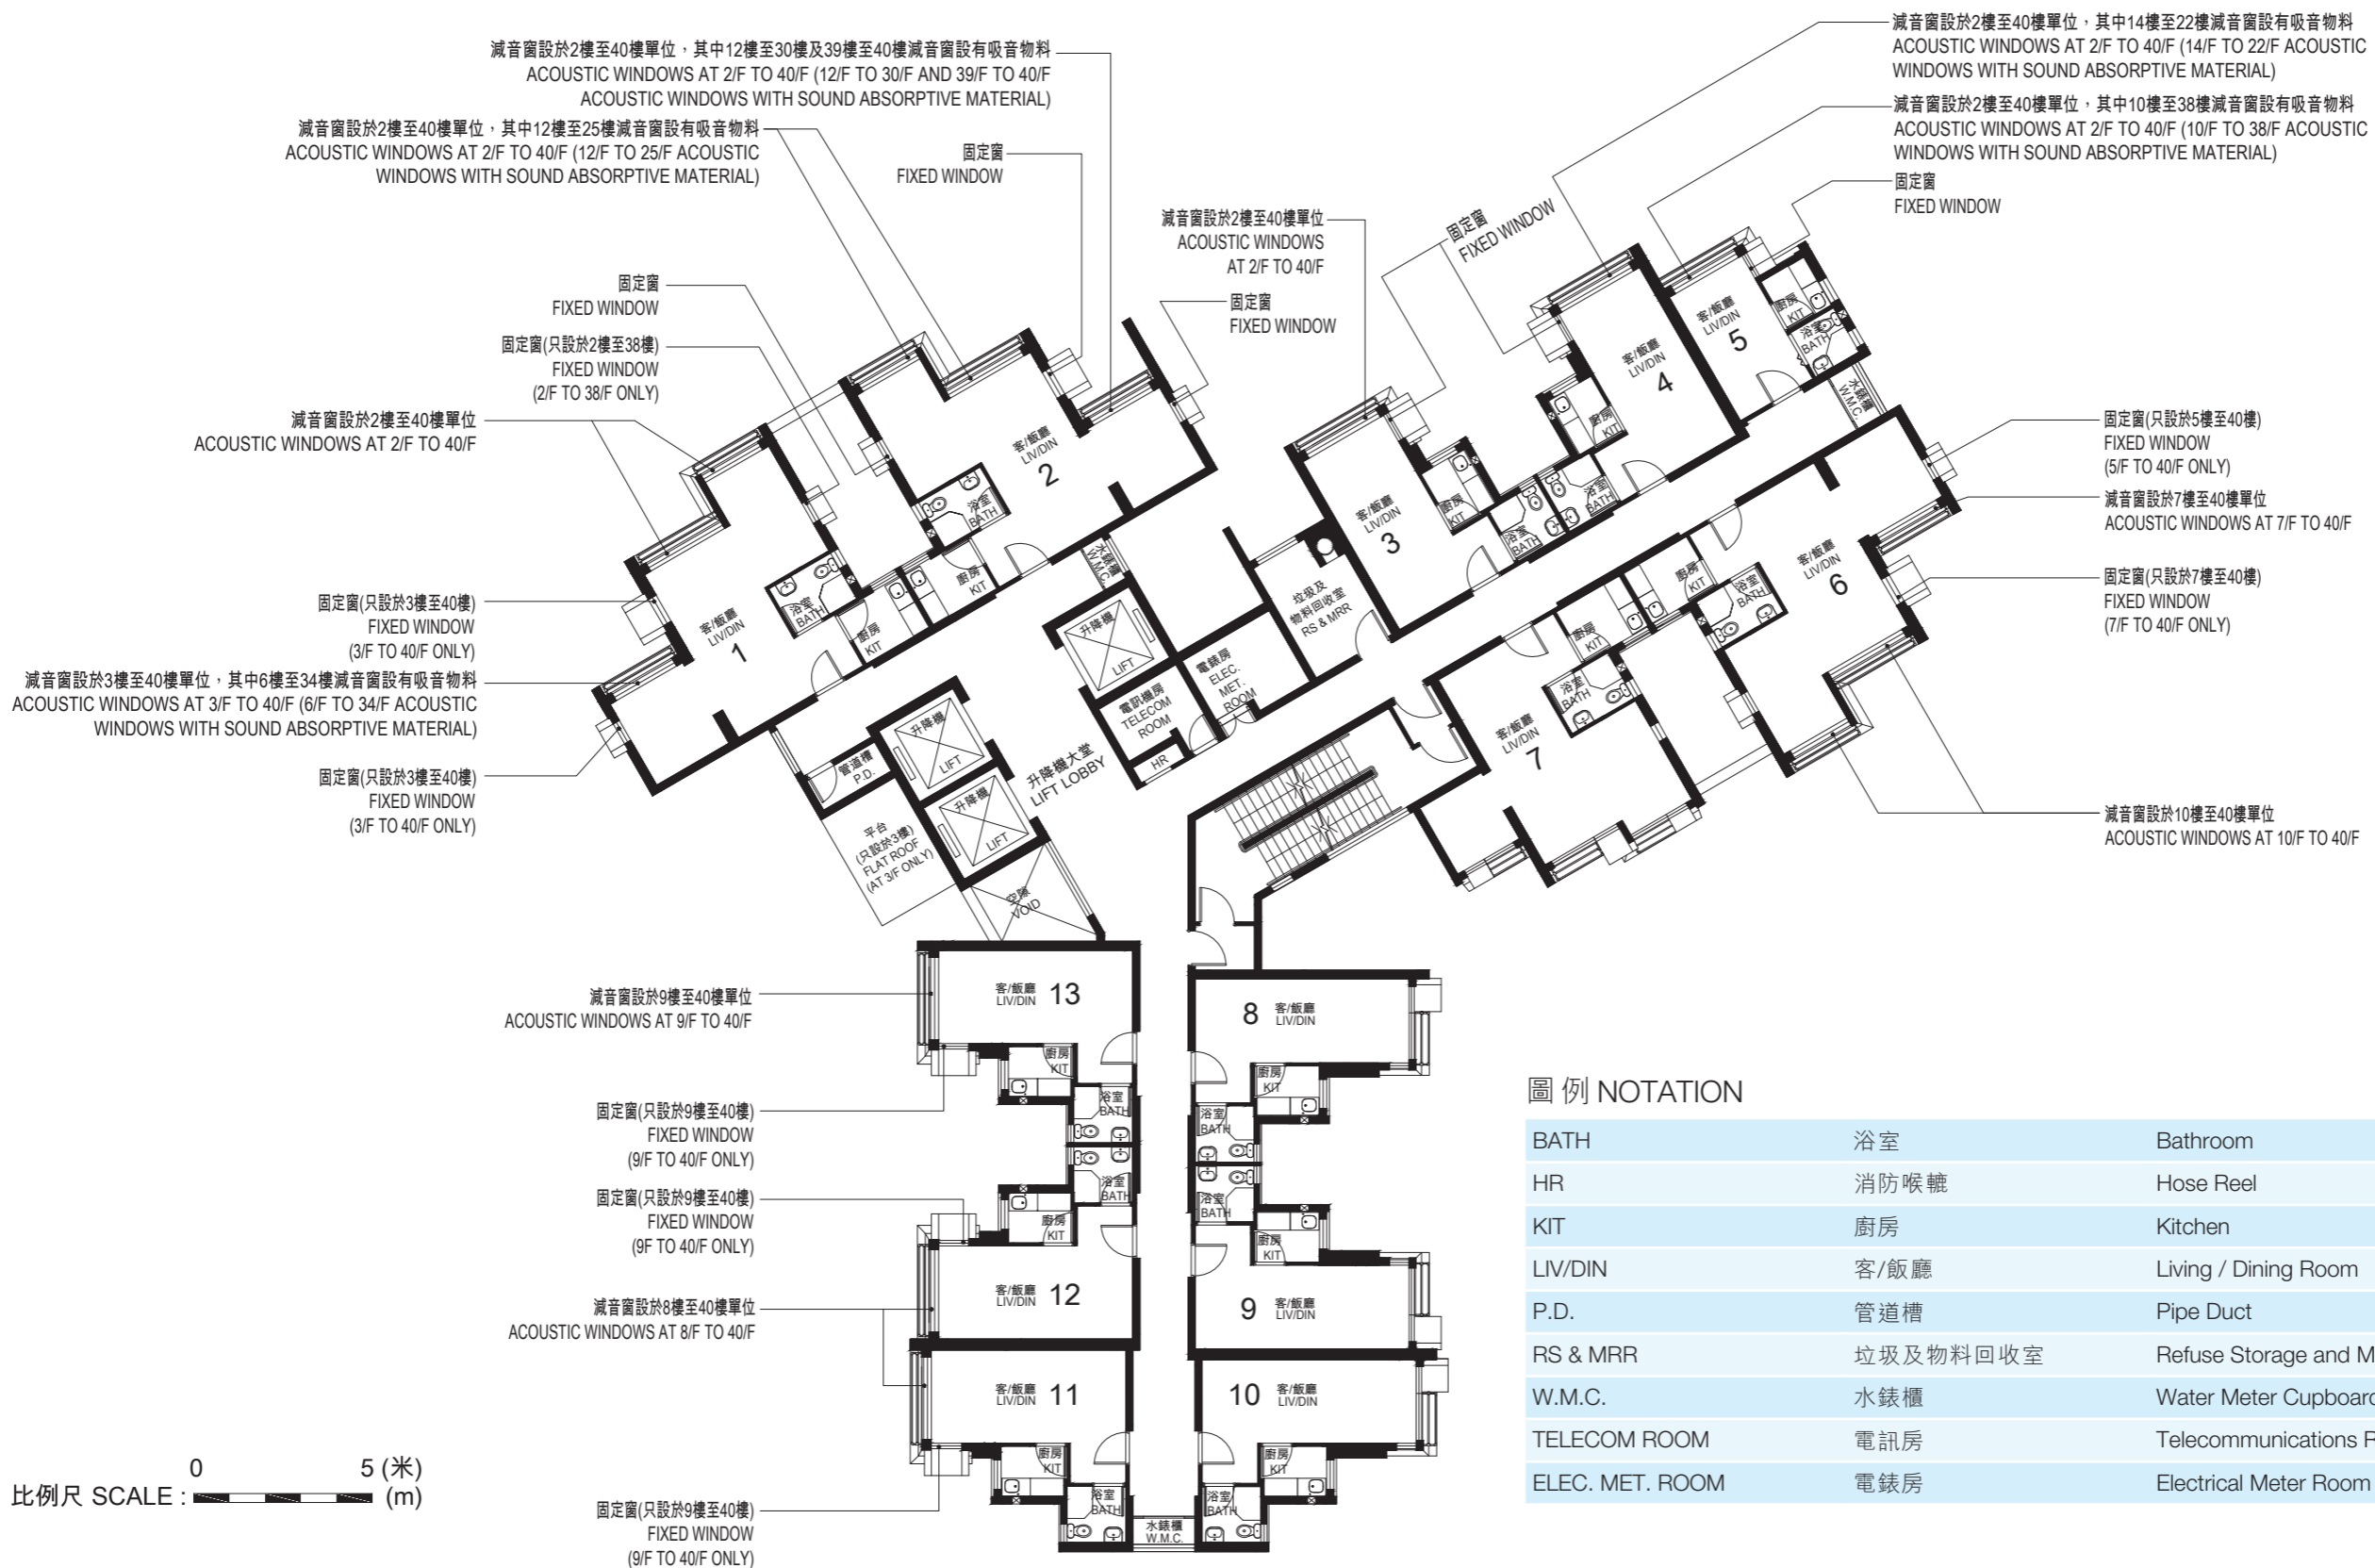 減音窗設於2樓至40樓單位，其中12樓至30樓及39樓至40樓減音窗設有吸音物料
ACOUSTIC WINDOWS AT 2/F TO 40/F (12/F TO 30/F AND 39/F TO 40/F
ACOUSTIC WINDOWS WITH SOUND ABSORPTIVE MATERIAL)
減音窗設於2樓至40樓單位，其中12樓至25樓減音窗設有吸音物料
ACOUSTIC WINDOWS AT 2/F TO 40/F (12/F TO 25/F ACOUSTIC
WINDOWS WITH SOUND ABSORPTIVE MATERIAL)
固定窗
FIXED WINDOW
減音窗設於2樓至40樓單位
ACOUSTIC WINDOWS
AT 2/F TO 40/F
固定窗
FIXED WINDOW
固定窗
FIXED WINDOW
減音窗設於2樓至40樓單位，其中14樓至22樓減音窗設有吸音物料
ACOUSTIC WINDOWS AT 2/F TO 40/F (14/F TO 22/F ACOUSTIC
WINDOWS WITH SOUND ABSORPTIVE MATERIAL)
減音窗設於2樓至40樓單位，其中10樓至38樓減音窗設有吸音物料
ACOUSTIC WINDOWS AT 2/F TO 40/F (10/F TO 38/F ACOUSTIC
WINDOWS WITH SOUND ABSORPTIVE MATERIAL)
固定窗
FIXED WINDOW
固定窗
FIXED WINDOW
固定窗(只設於2樓至38樓)
FIXED WINDOW
(2/F TO 38/F ONLY)
減音窗設於2樓至40樓單位
ACOUSTIC WINDOWS AT 2/F TO 40/F
固定窗(只設於3樓至40樓)
FIXED WINDOW
(3/F TO 40/F ONLY)
減音窗設於3樓至40樓單位，其中6樓至34樓減音窗設有吸音物料
ACOUSTIC WINDOWS AT 3/F TO 40/F (6/F TO 34/F ACOUSTIC
WINDOWS WITH SOUND ABSORPTIVE MATERIAL)
固定窗(只設於3樓至40樓)
FIXED WINDOW
(3/F TO 40/F ONLY)
固定窗(只設於5樓至40樓)
FIXED WINDOW
(5/F TO 40/F ONLY)
減音窗設於7樓至40樓單位
ACOUSTIC WINDOWS AT 7/F TO 40/F
固定窗(只設於7樓至40樓)
FIXED WINDOW
(7/F TO 40/F ONLY)
減音窗設於10樓至40樓單位
ACOUSTIC WINDOWS AT 10/F TO 40/F
客/飯廳
LIV/DIN
1
浴室
BATH
廚房
KIT
客/飯廳
LIV/DIN
2
浴室
BATH
廚房
KIT
水錶櫃
W.M.C.
客/飯廳
LIV/DIN
3
廚房
KIT
浴室
BATH
客/飯廳
LIV/DIN
4
廚房
KIT
浴室
BATH
客/飯廳
LIV/DIN
5
廚房
KIT
浴室
BATH
水錶櫃
W.M.C.
客/飯廳
LIV/DIN
6
廚房
KIT
浴室
BATH
客/飯廳
LIV/DIN
7
廚房
KIT
浴室
BATH
垃圾及
物料回收室
RS & MRR
電錶房
ELEC.
MET.
ROOM
電訊機房
TELECOM
ROOM
HR
升降機
LIFT
升降機
LIFT
升降機
LIFT
升降機大堂
LIFT LOBBY
管道槽
P.D.
平台
(只設於3樓)
FLAT ROOF
(AT 3/F ONLY)
空隙
VOID
減音窗設於9樓至40樓單位
ACOUSTIC WINDOWS AT 9/F TO 40/F
固定窗(只設於9樓至40樓)
FIXED WINDOW
(9/F TO 40/F ONLY)
固定窗(只設於9樓至40樓)
FIXED WINDOW
(9F TO 40/F ONLY)
減音窗設於8樓至40樓單位
ACOUSTIC WINDOWS AT 8/F TO 40/F
固定窗(只設於9樓至40樓)
FIXED WINDOW
(9/F TO 40/F ONLY)
客/飯廳
LIV/DIN
13
廚房
KIT
浴室
BATH
8
客/飯廳
LIV/DIN
廚房
KIT
浴室
BATH
浴室
BATH
廚房
KIT
客/飯廳
LIV/DIN
12
浴室
BATH
廚房
KIT
9
客/飯廳
LIV/DIN
客/飯廳
LIV/DIN
11
廚房
KIT
浴室
BATH
10
客/飯廳
LIV/DIN
廚房
KIT
浴室
BATH
水錶櫃
W.M.C.
比例尺 SCALE :
0 5 (米)
(m)
圖例 NOTATION
BATH 浴室 Bathroom
HR 消防喉轆 Hose Reel
KIT 廚房 Kitchen
LIV/DIN 客/飯廳 Living / Dining Room
P.D. 管道槽 Pipe Duct
RS & MRR 垃圾及物料回收室 Refuse Storage and M
W.M.C. 水錶櫃 Water Meter Cupboard
TELECOM ROOM 電訊房 Telecommunications R
ELEC. MET. ROOM 電錶房 Electrical Meter Room